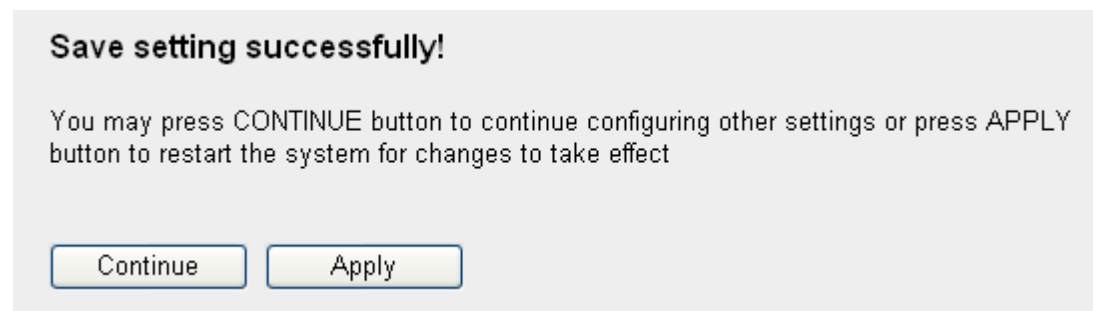 Save setting successfully!
You may press CONTINUE button to continue configuring other settings or press APPLY
button to restart the system for changes to take effect
Continue
Apply